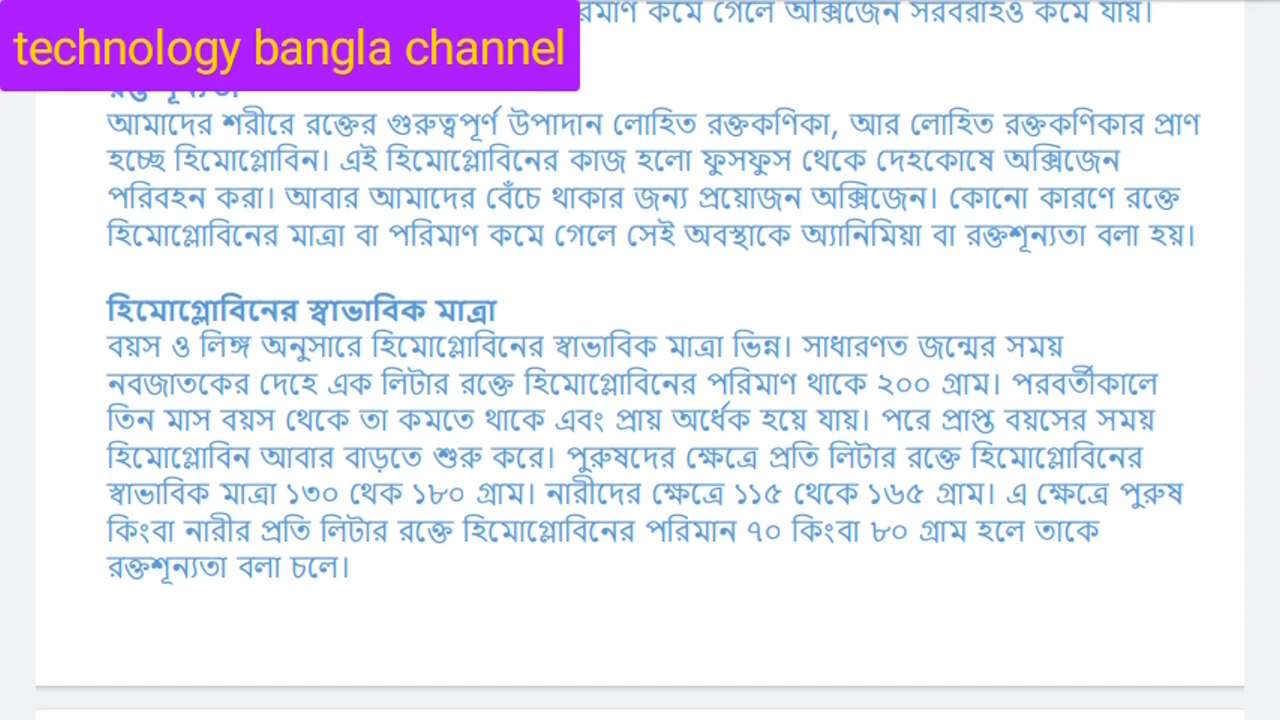 পরিমাণ কমে গেলে অক্সিজেন সরবরাহও কমে যায়।
technology bangla channel
রক্তশূন্যতা
আমাদের শরীরে রক্তের গুরুত্বপূর্ণ উপাদান লোহিত রক্তকণিকা, আর লোহিত রক্তকণিকার প্রাণ
হচ্ছে হিমোগ্লোবিন। এই হিমোগ্লোবিনের কাজ হলো ফুসফুস থেকে দেহকোষে অক্সিজেন
পরিবহন করা। আবার আমাদের বেঁচে থাকার জন্য প্রয়োজন অক্সিজেন। কোনো কারণে রক্তে
হিমোগ্লোবিনের মাত্রা বা পরিমাণ কমে গেলে সেই অবস্থাকে অ্যানিমিয়া বা রক্তশূন্যতা বলা হয়।
হিমোগ্লোবিনের স্বাভাবিক মাত্রা
বয়স ও লিঙ্গ অনুসারে হিমোগ্লোবিনের স্বাভাবিক মাত্রা ভিন্ন। সাধারণত জন্মের সময়
নবজাতকের দেহে এক লিটার রক্তে হিমোগ্লোবিনের পরিমাণ থাকে ২০০ গ্রাম। পরবর্তীকালে
তিন মাস বয়স থেকে তা কমতে থাকে এবং প্রায় অর্ধেক হয়ে যায়। পরে প্রাপ্ত বয়সের সময়
হিমোগ্লোবিন আবার বাড়তে শুরু করে। পুরুষদের ক্ষেত্রে প্রতি লিটার রক্তে হিমোগ্লোবিনের
স্বাভাবিক মাত্রা ১৩০ থেক ১৮০ গ্রাম। নারীদের ক্ষেত্রে ১১৫ থেকে ১৬৫ গ্রাম। এ ক্ষেত্রে পুরুষ
কিংবা নারীর প্রতি লিটার রক্তে হিমোগ্লোবিনের পরিমান ৭০ কিংবা ৮০ গ্রাম হলে তাকে
রক্তশূন্যতা বলা চলে।